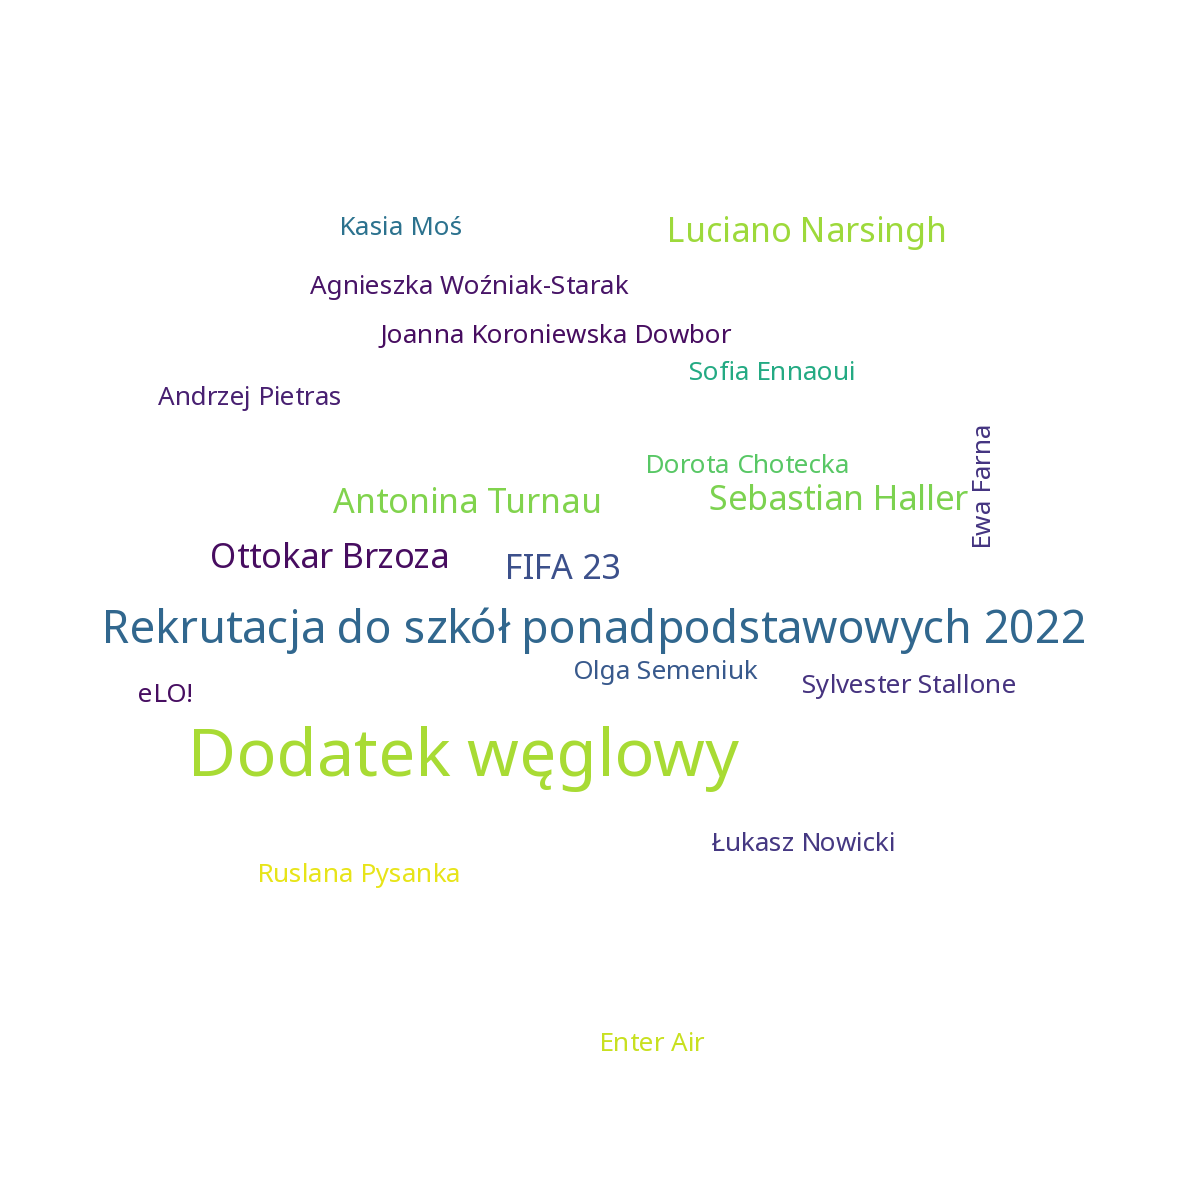 Kasia Moś
Luciano Narsingh
Agnieszka Woźniak-Starak
Joanna Koroniewska Dowbor
Sofia Ennaoui
Andrzej Pietras
Ewa Farna
Dorota Chotecka
Antonina Turnau
Sebastian Haller
Ottokar Brzoza
FIFA 23
Rekrutacja do szkół ponadpodstawowych 2022
Olga Semeniuk
Sylvester Stallone
eLO!
Dodatek węglowy
Łukasz Nowicki
Ruslana Pysanka
Enter Air